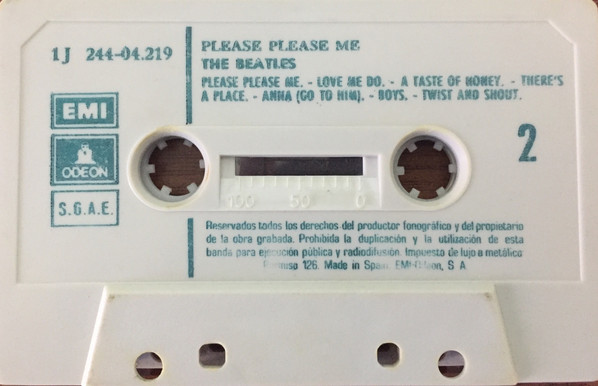 1J 244-04.219
PLEASE PLEASE ME
THE BEATLES
PLEASE PLEASE ME. - LOVE ME DO. - A TASTE OF HONEY. - THERE'S
A PLACE. - ANNA (GO TO HIM). - BOYS. - TWIST AND SHOUT.
EMI
ODEON
S.G.A.E.
2
100 50 0
Reservados todos los derechos del productor fonográfico y del propietario
de la obra grabada. Prohibida la duplicación y la utilización de esta
banda para ejecución pública y radiodifusión. Impuesto de lujo a metálico
126. Made in Spain. S. A.